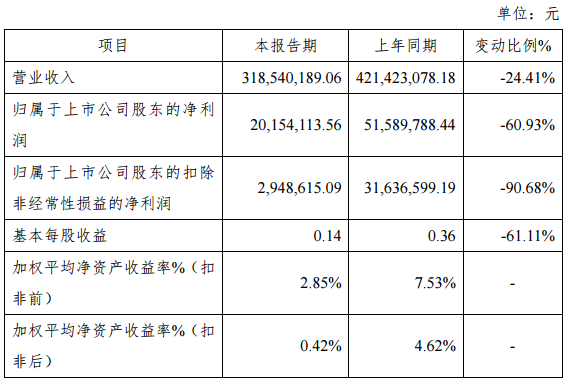 单位：元
项目 本报告期 上年同期 变动比例%
营业收入 318,540,189.06 421,423,078.18 -24.41%
归属于上市公司股东的净利
润 20,154,113.56 51,589,788.44 -60.93%
归属于上市公司股东的扣除
非经常性损益的净利润 2,948,615.09 31,636,599.19 -90.68%
基本每股收益 0.14 0.36 -61.11%
加权平均净资产收益率%（扣
非前） 2.85% 7.53% -
加权平均净资产收益率%（扣
非后） 0.42% 4.62% -